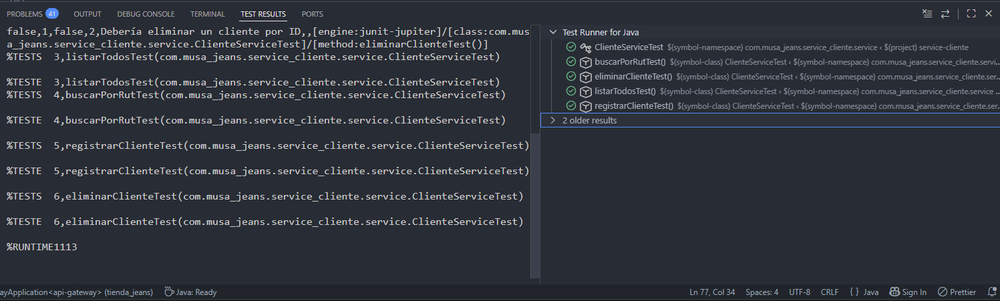 PROBLEMS 41 OUTPUT DEBUG CONSOLE TERMINAL TEST RESULTS PORTS
false,1,false,2,Debería eliminar un cliente por ID,,[engine:junit-jupiter]/[class:com.mus
a_jeans.service_cliente.service.ClienteServiceTest]/[method:eliminarClienteTest()]
%TESTS  3,listarTodosTest(com.musa_jeans.service_cliente.service.ClienteServiceTest)
%TESTE  3,listarTodosTest(com.musa_jeans.service_cliente.service.ClienteServiceTest)
%TESTS  4,buscarPorRutTest(com.musa_jeans.service_cliente.service.ClienteServiceTest)
%TESTE  4,buscarPorRutTest(com.musa_jeans.service_cliente.service.ClienteServiceTest)
%TESTS  5,registrarClienteTest(com.musa_jeans.service_cliente.service.ClienteServiceTest)
%TESTE  5,registrarClienteTest(com.musa_jeans.service_cliente.service.ClienteServiceTest)
%TESTS  6,eliminarClienteTest(com.musa_jeans.service_cliente.service.ClienteServiceTest)
%TESTE  6,eliminarClienteTest(com.musa_jeans.service_cliente.service.ClienteServiceTest)
%RUNTIME1113
Test Runner for Java
ClienteServiceTest $(symbol-namespace) com.musa_jeans.service_cliente.service ‹ $(project) service-cliente
buscarPorRutTest() $(symbol-class) ClienteServiceTest ‹ $(symbol-namespace) com.musa_jeans.service_cliente.servi...
eliminarClienteTest() $(symbol-class) ClienteServiceTest ‹ $(symbol-namespace) com.musa_jeans.service_cliente.ser...
listarTodosTest() $(symbol-class) ClienteServiceTest ‹ $(symbol-namespace) com.musa_jeans.service_cliente.service ...
registrarClienteTest() $(symbol-class) ClienteServiceTest ‹ $(symbol-namespace) com.musa_jeans.service_cliente.ser...
2 older results
ayApplication<api-gateway> (tienda_jeans) Java: Ready Ln 77, Col 34 Spaces: 4 UTF-8 CRLF { } Java Sign In Prettier